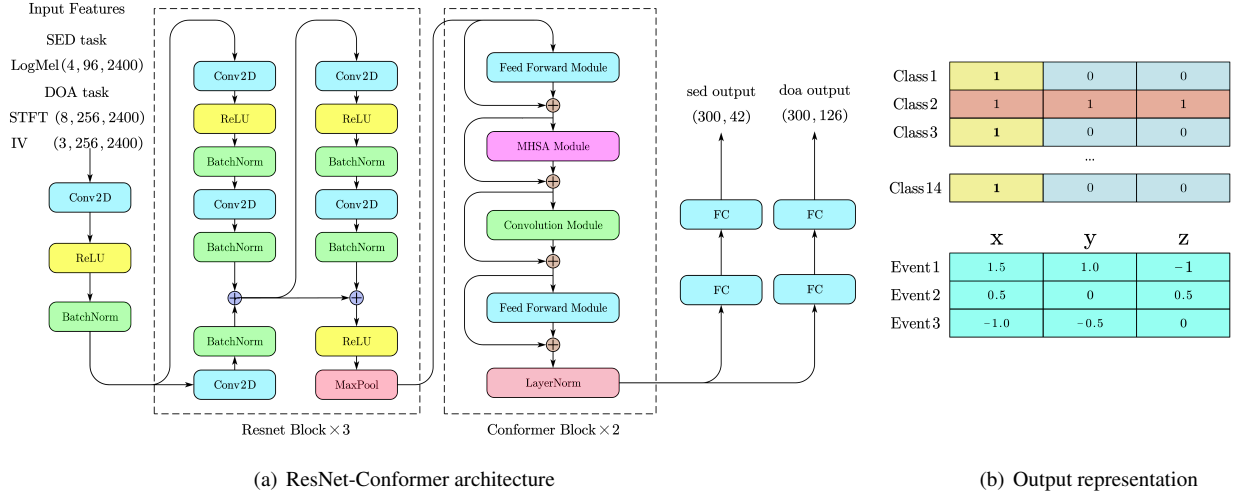 Input Features
SED task
LogMel(4, 96, 2400)
DOA task
STFT (8, 256, 2400)
IV (3, 256, 2400)
Conv2D
ReLU
BatchNorm
Conv2D
ReLU
BatchNorm
Conv2D
BatchNorm
BatchNorm
Conv2D
Conv2D
ReLU
BatchNorm
Conv2D
BatchNorm
ReLU
MaxPool
Resnet Block×3
Feed Forward Module
MHSA Module
Convolution Module
Feed Forward Module
LayerNorm
Conformer Block×2
sed output
(300, 42)
FC
FC
doa output
(300, 126)
FC
FC
(a) ResNet-Conformer architecture
Class1 1 0 0
Class2 1 1 1
Class3 1 0 0
...
Class14 1 0 0
x y z
Event1 1.5 1.0 −1
Event2 0.5 0 0.5
Event3 −1.0 −0.5 0
(b) Output representation